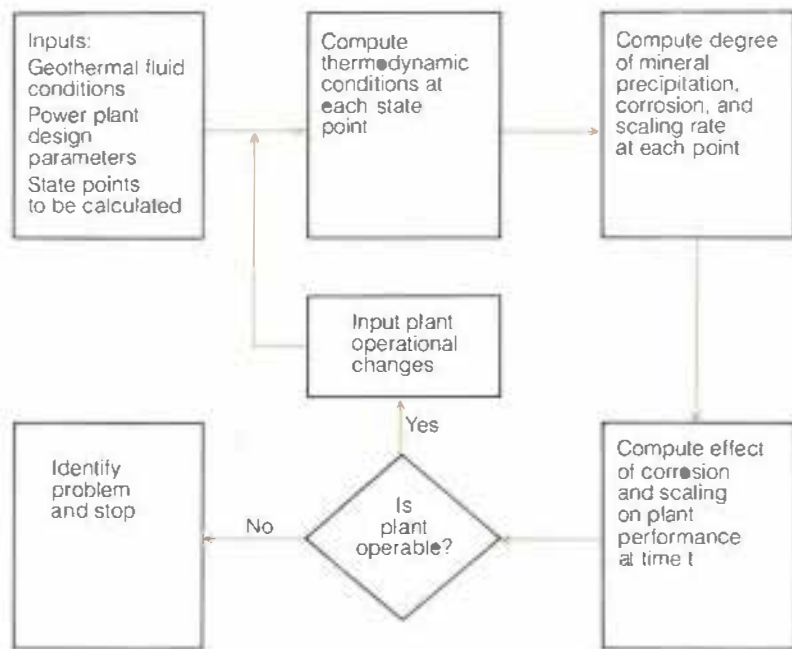 Inputs:
Geothermal fluid
conditions
Power plant
design
parameters
State points
to be calculated
Compute
thermodynamic
conditions at
each state
point
Compute degree
of mineral
precipitation,
corrosion, and
scaling rate
at each point
Input plant
operational
changes
Yes
Identify
problem
and stop
No
Is
plant
operable?
Compute effect
of corrosion
and scaling
on plant
performance
at time t